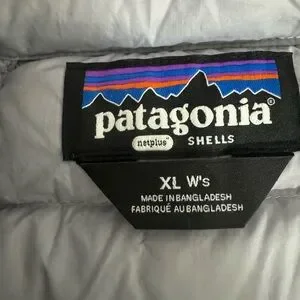 patagonia®
netplus® SHELLS
XL W's
MADE IN BANGLADESH
FABRIQUÉ AU BANGLADESH